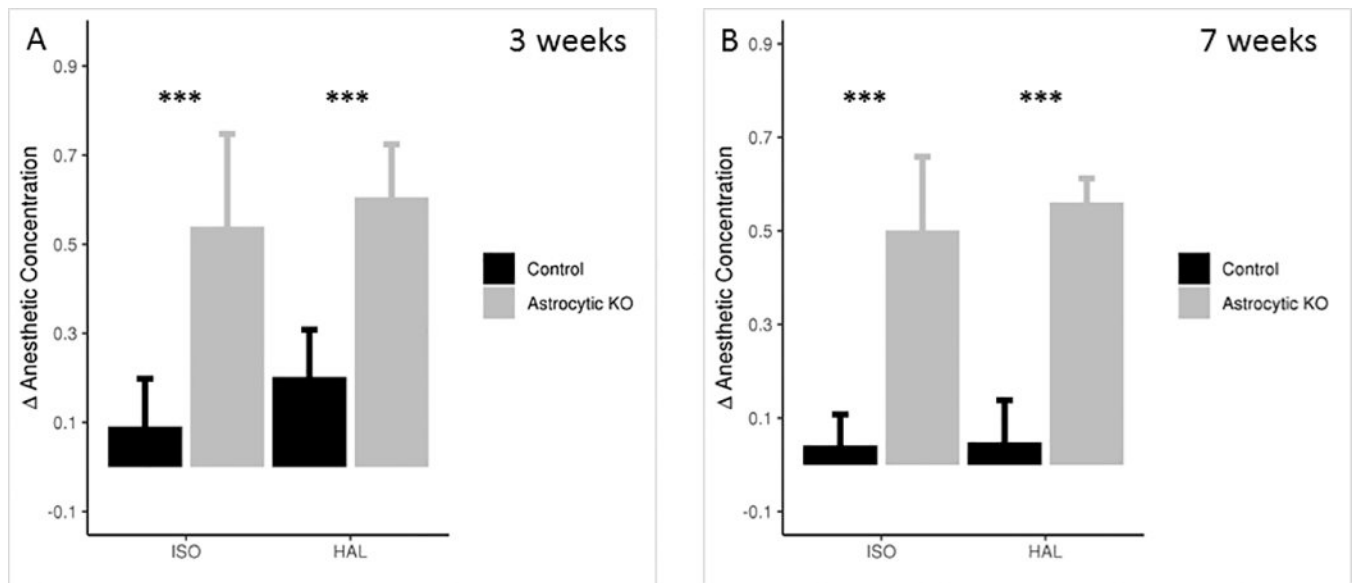 A
3 weeks
Δ Anesthetic Concentration
0.9
0.7
0.5
0.3
0.1
-0.1
***
***
ISO
HAL
Control
Astrocytic KO
B
7 weeks
Δ Anesthetic Concentration
0.9
0.7
0.5
0.3
0.1
-0.1
***
***
ISO
HAL
Control
Astrocytic KO